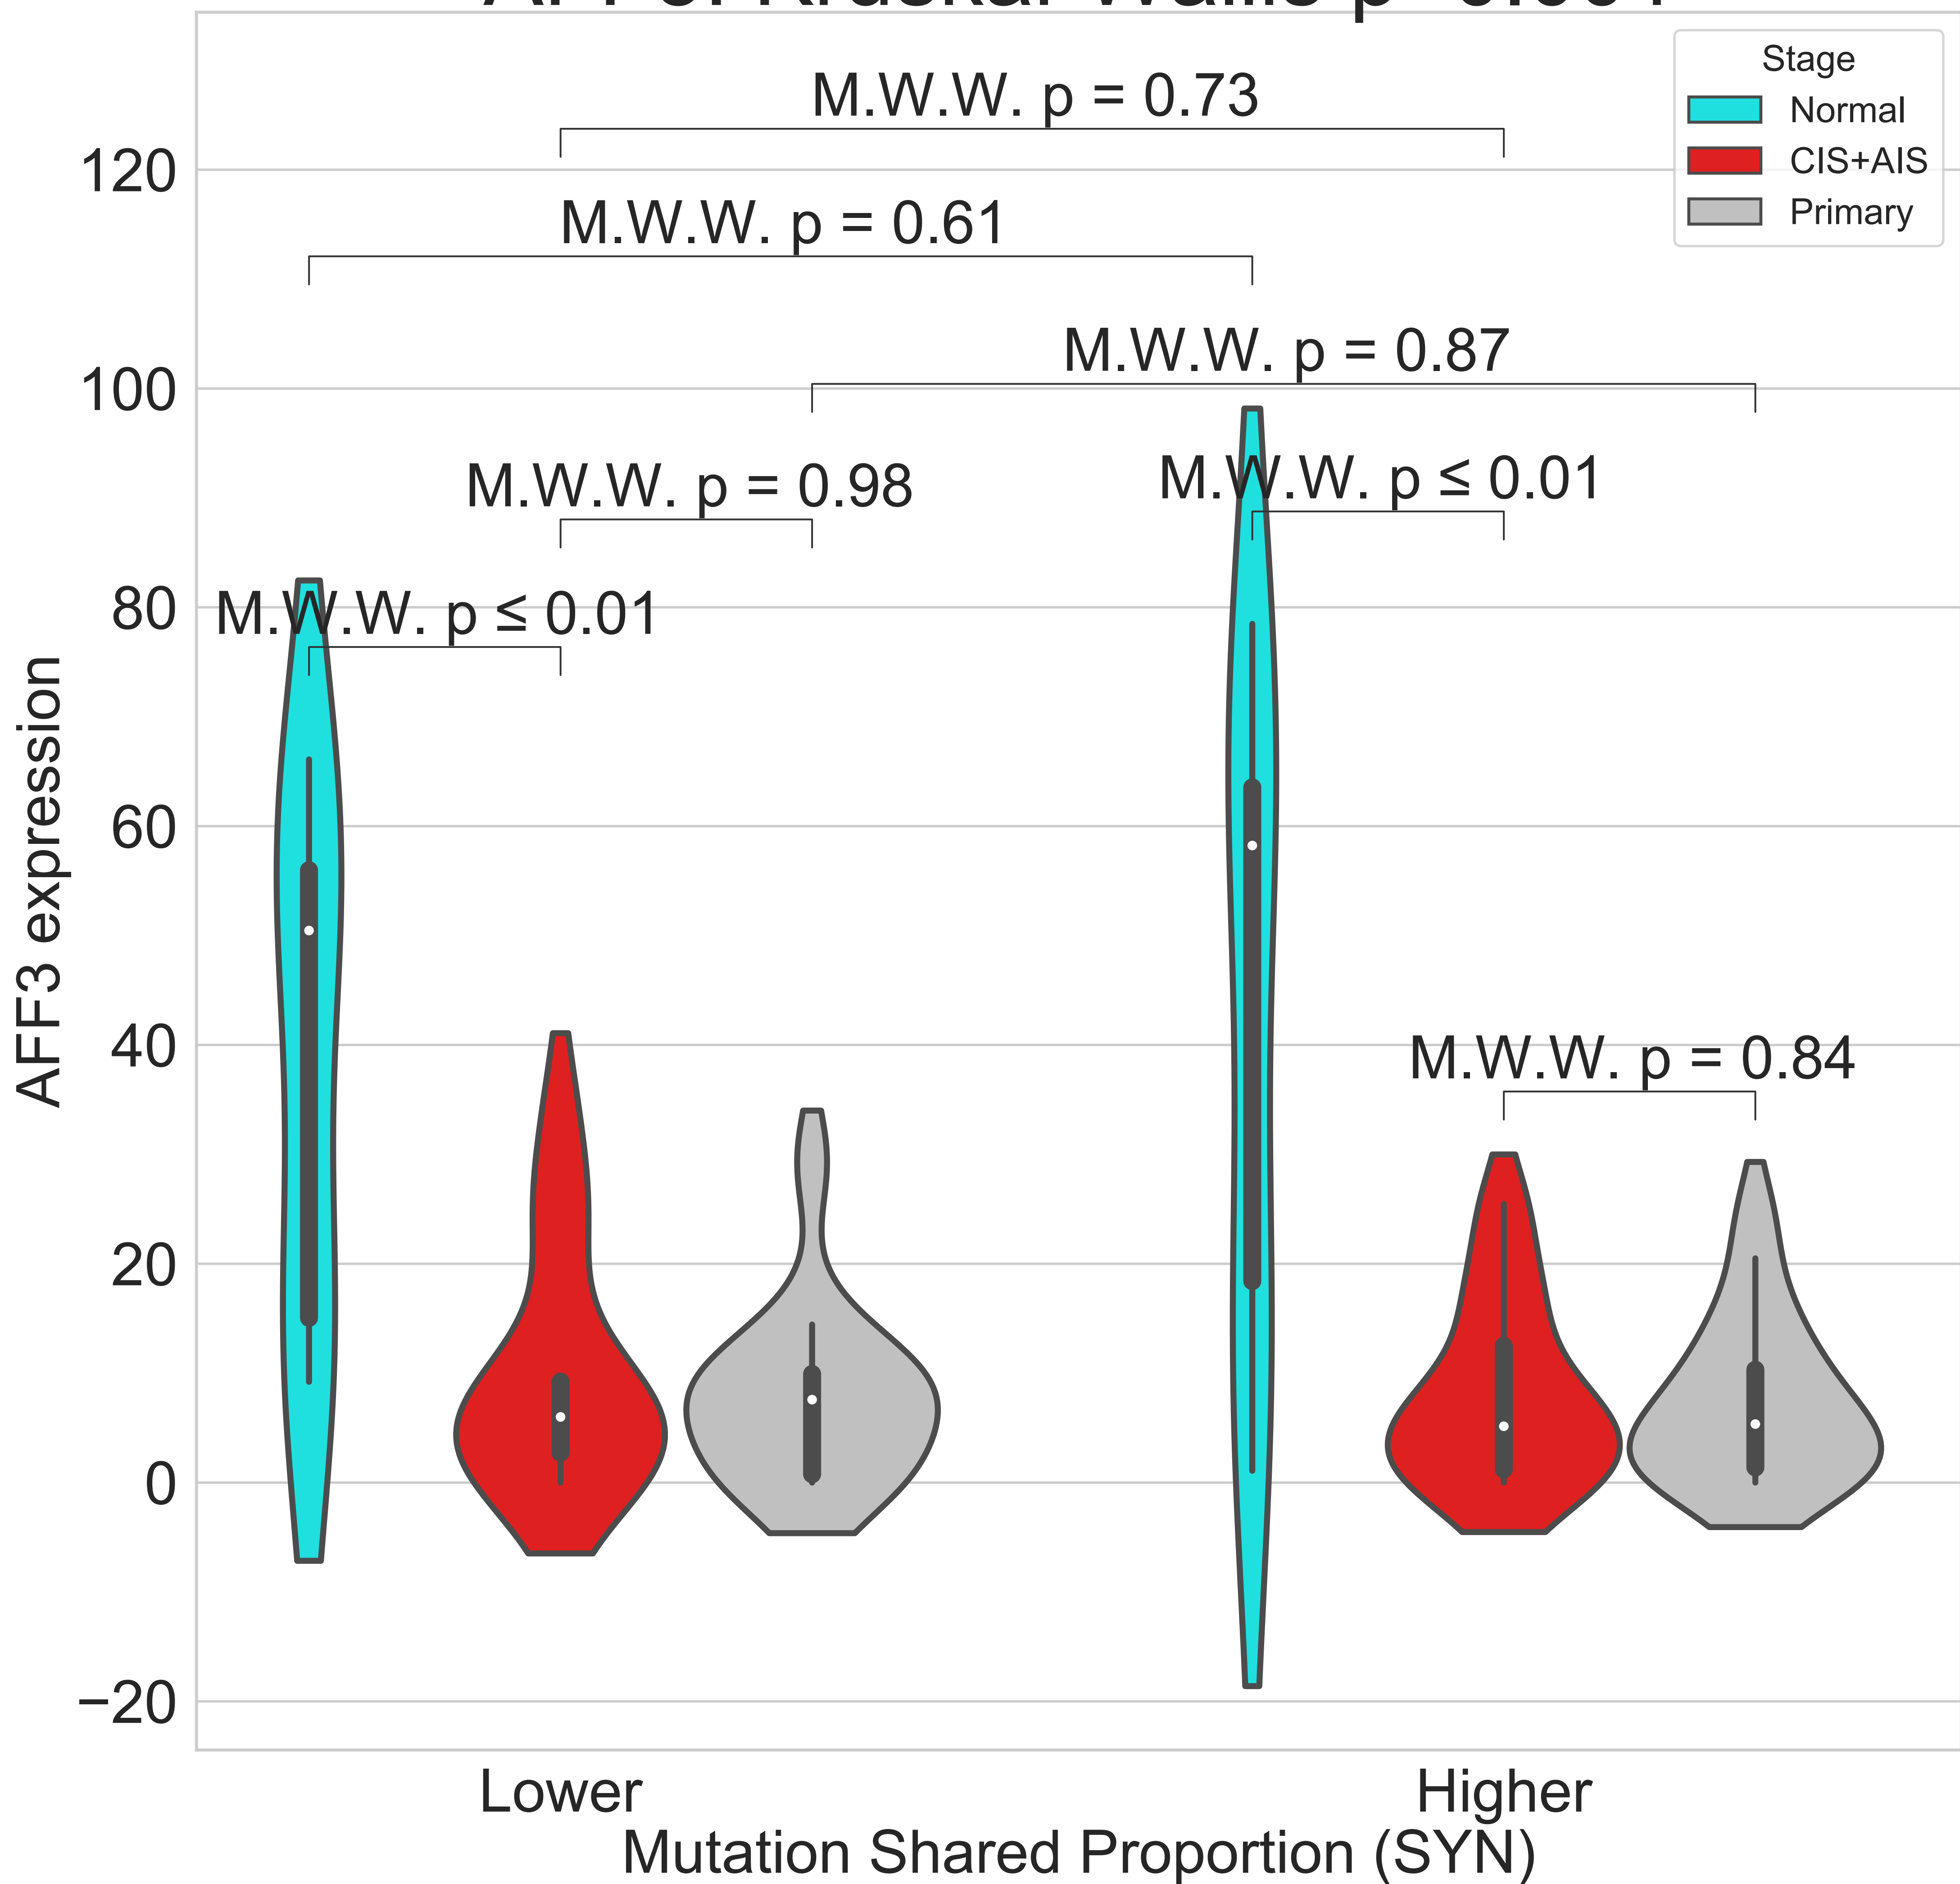 M.W.W. p = 0.73
M.W.W. p = 0.61
M.W.W. p = 0.87
M.W.W. p = 0.98
M.W.W. p ≤ 0.01
M.W.W. p ≤ 0.01
M.W.W. p = 0.84
Stage
Normal
CIS+AIS
Primary
AFF3 expression
120
100
80
60
40
20
0
−20
Lower
Higher
Mutation Shared Proportion (SYN)